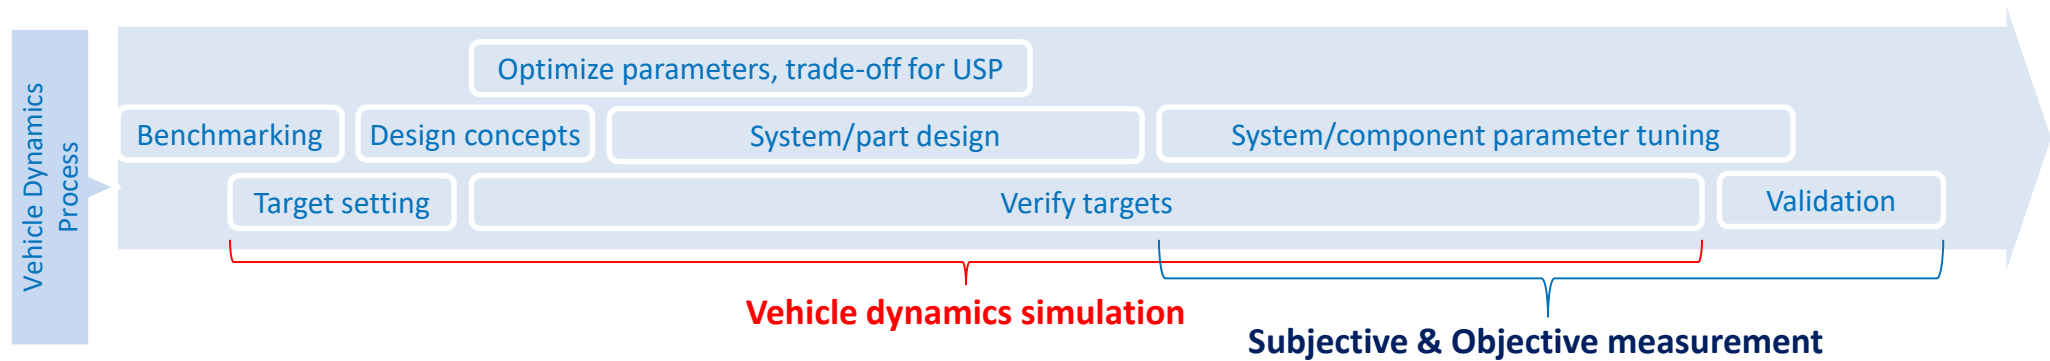 Vehicle Dynamics
Process
Optimize parameters, trade-off for USP
Benchmarking
Design concepts
System/part design
System/component parameter tuning
Target setting
Verify targets
Validation
Vehicle dynamics simulation
Subjective & Objective measurement